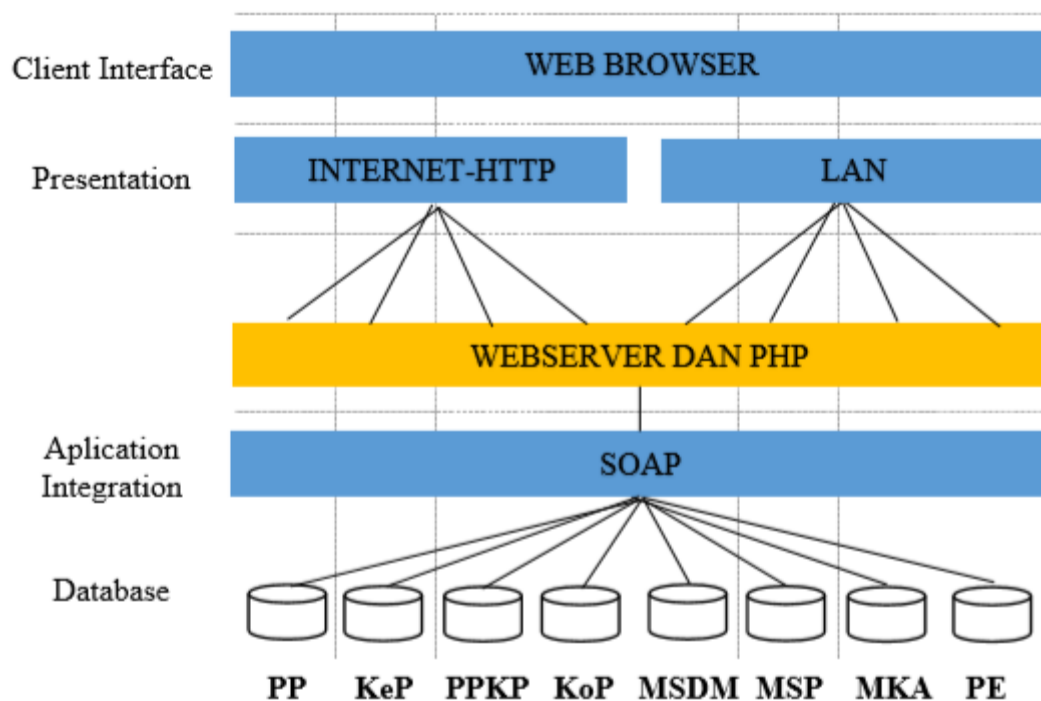 Client Interface
WEB BROWSER
Presentation
INTERNET-HTTP
LAN
WEBSERVER DAN PHP
Aplication
Integration
SOAP
Database
PP KeP PPKP KoP MSDM MSP MKA PE